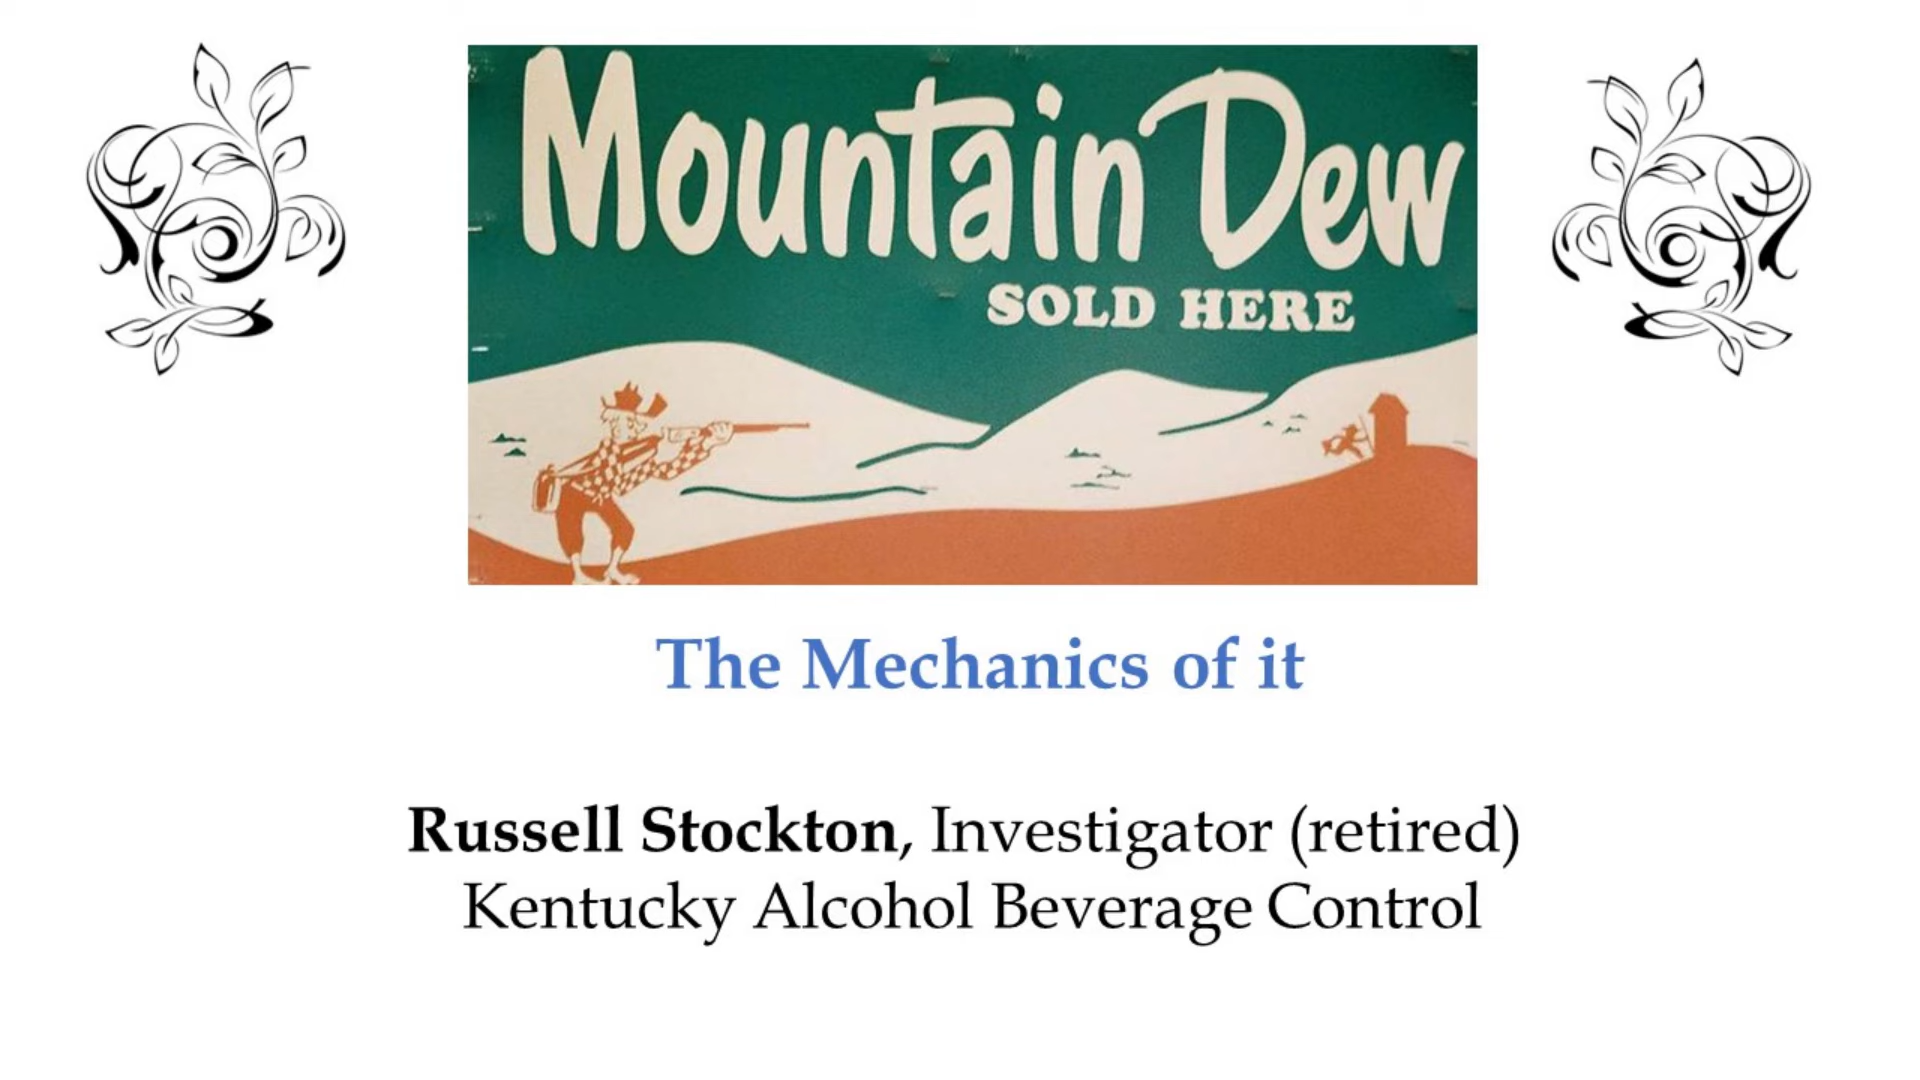 Mountain Dew
SOLD HERE
The Mechanics of it
Russell Stockton, Investigator (retired)
Kentucky Alcohol Beverage Control